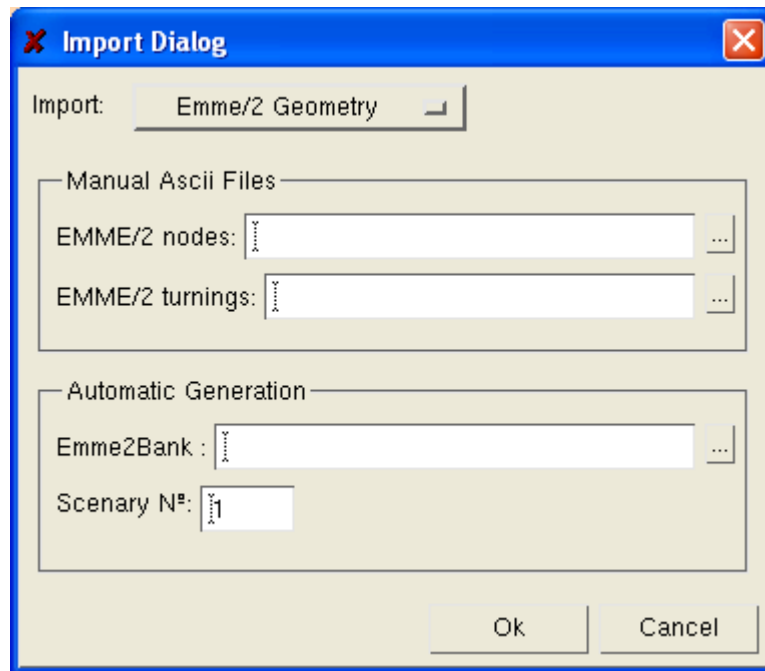 Import Dialog
Import: Emme/2 Geometry
Manual Ascii Files
EMME/2 nodes: ...
EMME/2 turnings: ...
Automatic Generation
Emme2Bank : ...
Scenary Nº: 1
Ok Cancel